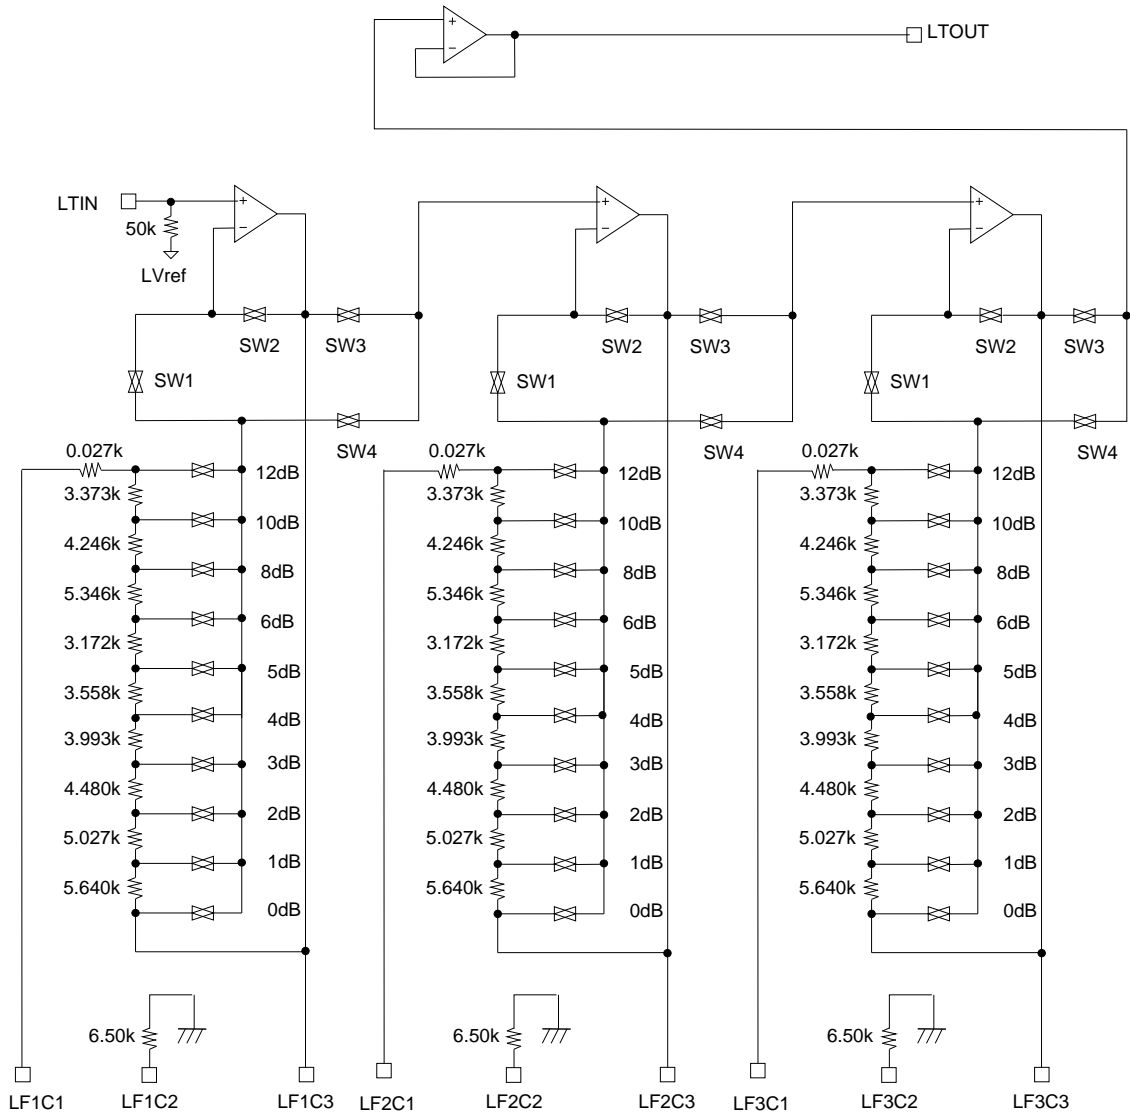 +
−
LTOUT
LTIN
+
−
+
−
+
−
50k
LVref
SW2 SW3 SW2 SW3 SW2 SW3
SW1 SW1 SW1
SW4 SW4 SW4
0.027k 12dB 0.027k 12dB 0.027k 12dB
3.373k 3.373k 3.373k
10dB 10dB 10dB
4.246k 4.246k 4.246k
8dB 8dB 8dB
5.346k 5.346k 5.346k
6dB 6dB 6dB
3.172k 3.172k 3.172k
5dB 5dB 5dB
3.558k 3.558k 3.558k
4dB 4dB 4dB
3.993k 3.993k 3.993k
3dB 3dB 3dB
4.480k 4.480k 4.480k
2dB 2dB 2dB
5.027k 5.027k 5.027k
1dB 1dB 1dB
5.640k 5.640k 5.640k
0dB 0dB 0dB
6.50k 6.50k 6.50k
LF1C1 LF1C2 LF1C3 LF2C1 LF2C2 LF2C3 LF3C1 LF3C2 LF3C3